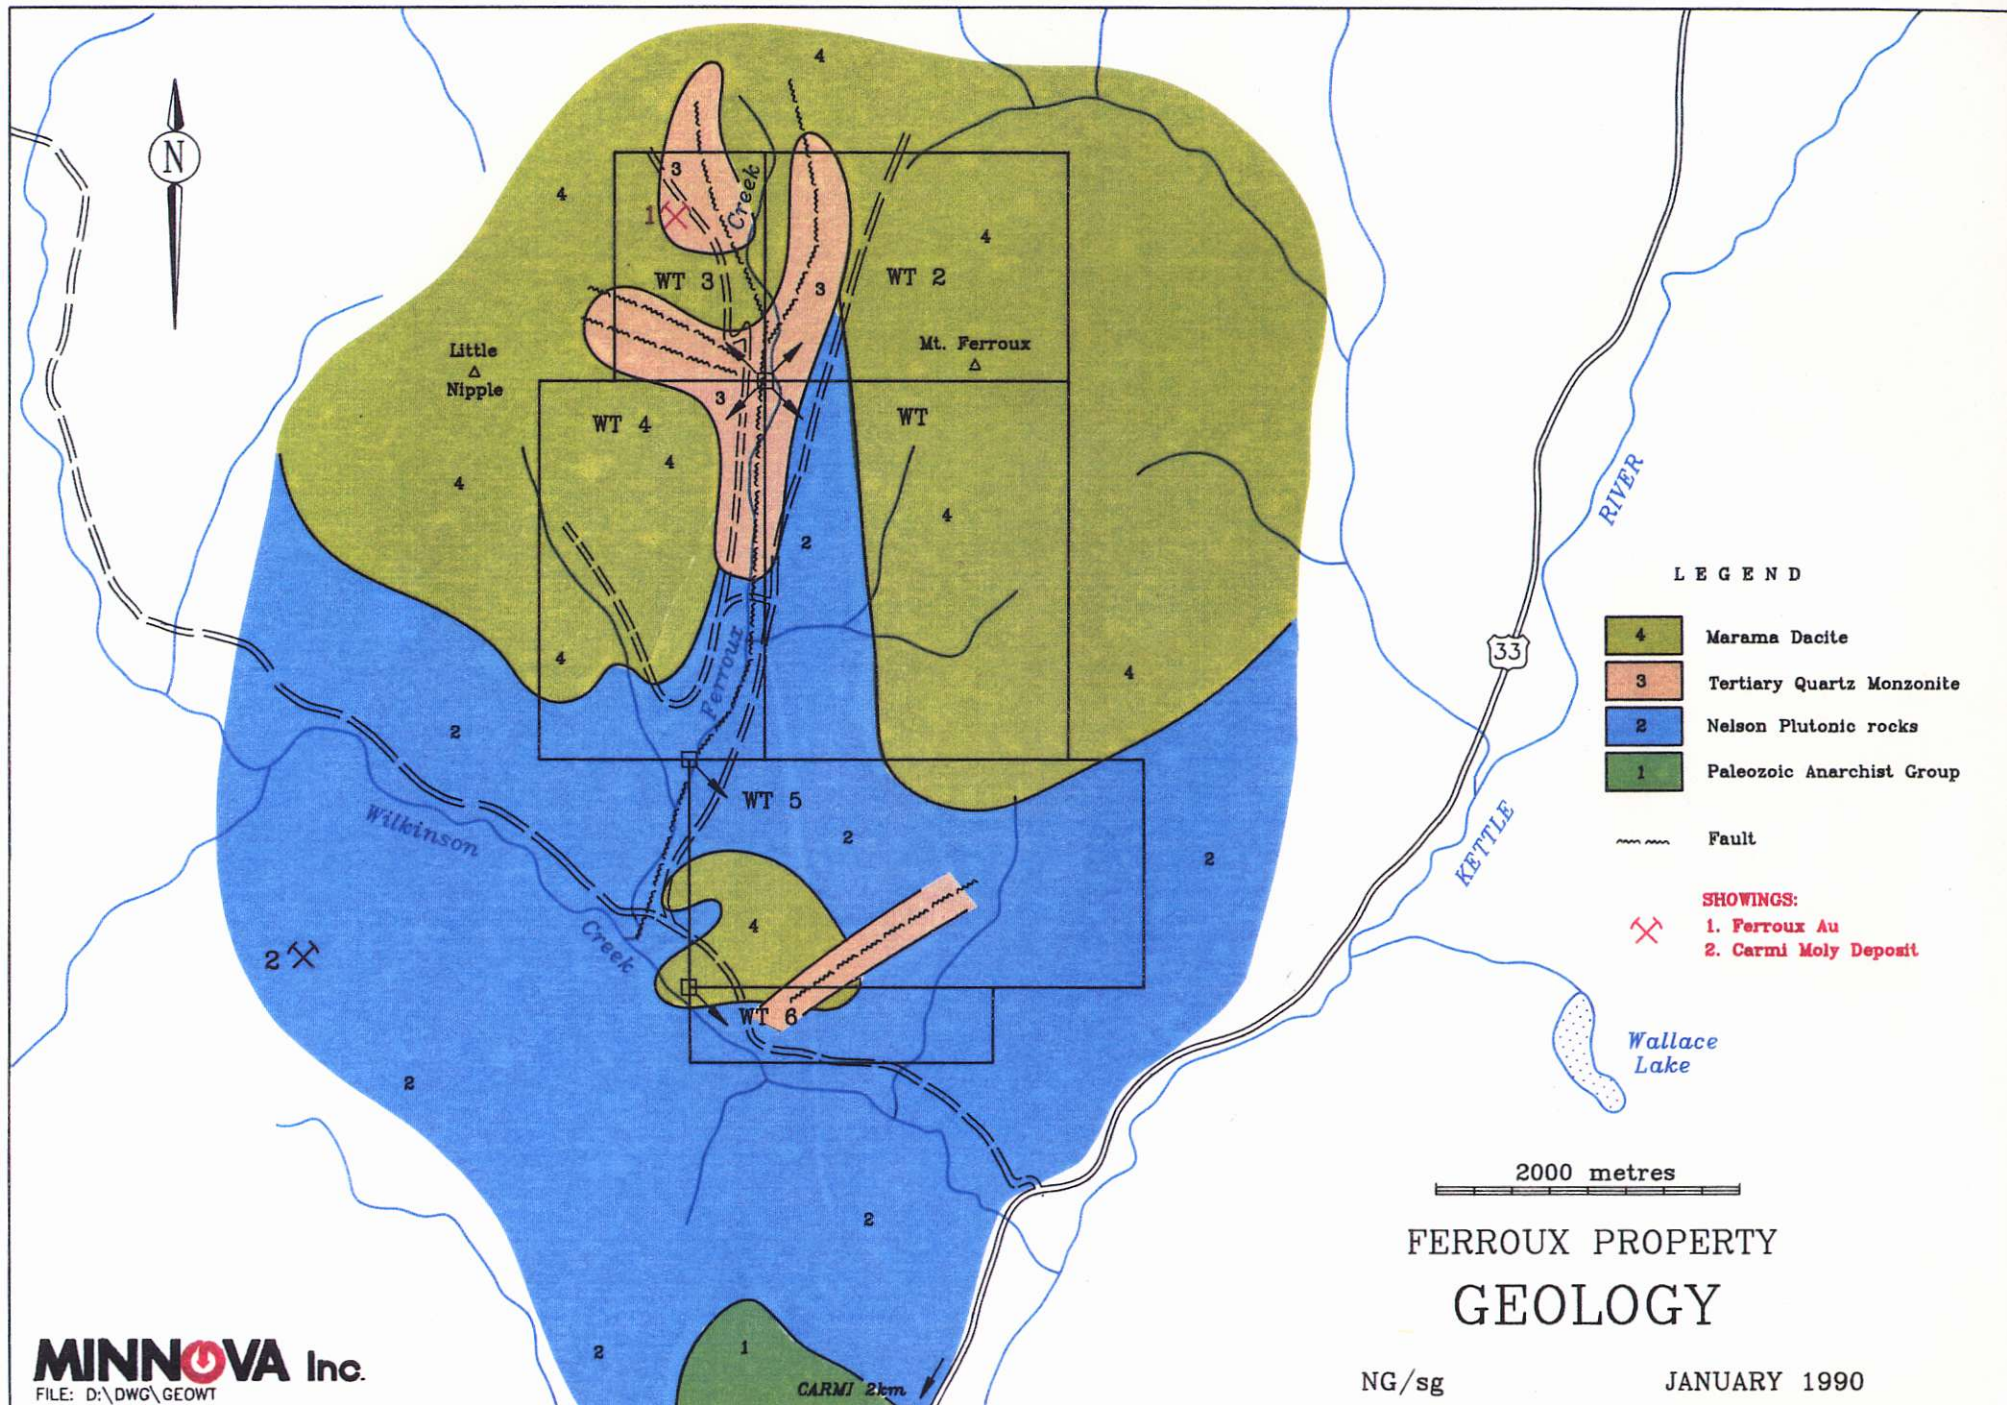 N
4
3
4
1
Creek
4
WT 3
WT 2
3
Little
Nipple
Mt. Ferroux
3
WT 4
WT
4
4
4
2
RIVER
4
Ferroux
4
2
33
LEGEND
4 Marama Dacite
3 Tertiary Quartz Monzonite
2 Nelson Plutonic rocks
1 Paleozoic Anarchist Group
Fault
SHOWINGS:
1. Ferroux Au
2. Carmi Moly Deposit
WT 5
2
2
Wilkinson
Creek
KETTLE
4
2
WT 6
Wallace
Lake
2
2
2000 metres
FERROUX PROPERTY
GEOLOGY
NG/sg
JANUARY 1990
2
1
CARMI 2km
MINNOVA Inc.
FILE: D:\DWG\GEOWT